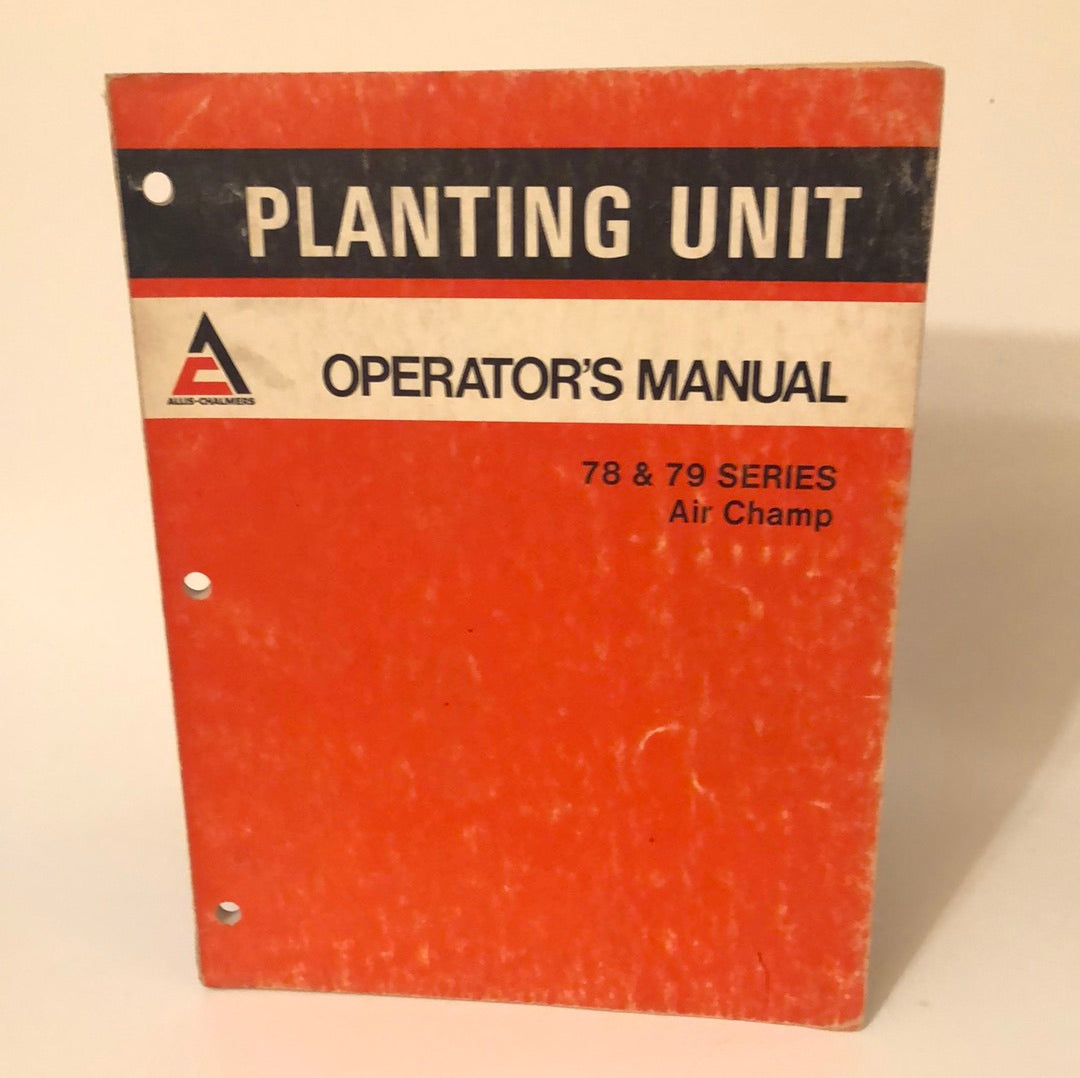 PLANTING UNIT
ALLIS-CHALMERS
OPERATOR'S MANUAL
78 & 79 SERIES
Air Champ